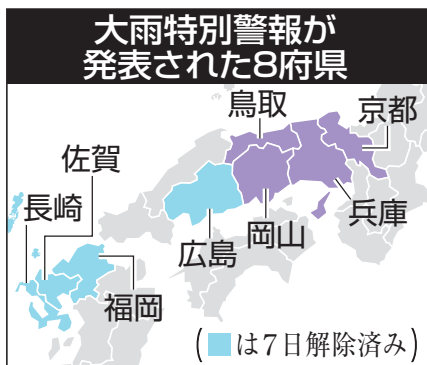 大雨特別警報が
発表された8府県
鳥取
京都
佐賀
長崎
兵庫
岡山
広島
福岡
(■は7日解除済み)